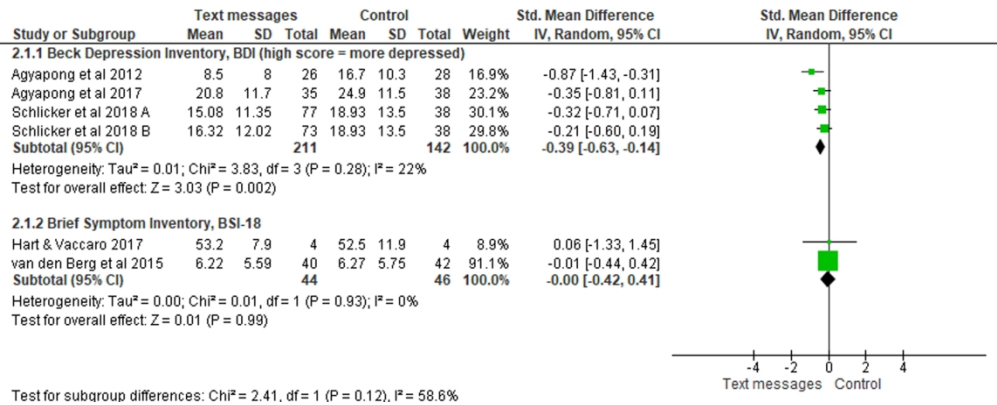 Text messages Control Std. Mean Difference Std. Mean Difference
Study or Subgroup Mean SD Total Mean SD Total Weight IV, Random, 95% CI IV, Random, 95% CI
2.1.1 Beck Depression Inventory, BDI (high score = more depressed)
Agyapong et al 2012 8.5 8 26 16.7 10.3 28 16.9% -0.87 [-1.43, -0.31]
Agyapong et al 2017 20.8 11.7 35 24.9 11.5 38 23.2% -0.35 [-0.81, 0.11]
Schlicker et al 2018 A 15.08 11.35 77 18.93 13.5 38 30.1% -0.32 [-0.71, 0.07]
Schlicker et al 2018 B 16.32 12.02 73 18.93 13.5 38 29.8% -0.21 [-0.60, 0.19]
Subtotal (95% CI) 211 142 100.0% -0.39 [-0.63, -0.14]
Heterogeneity: Tau² = 0.01; Chi² = 3.83, df = 3 (P = 0.28); I² = 22%
Test for overall effect: Z = 3.03 (P = 0.002)
2.1.2 Brief Symptom Inventory, BSI-18
Hart & Vaccaro 2017 53.2 7.9 4 52.5 11.9 4 8.9% 0.06 [-1.33, 1.45]
van den Berg et al 2015 6.22 5.59 40 6.27 5.75 42 91.1% -0.01 [-0.44, 0.42]
Subtotal (95% CI) 44 46 100.0% -0.00 [-0.42, 0.41]
Heterogeneity: Tau² = 0.00; Chi² = 0.01, df = 1 (P = 0.93); I² = 0%
Test for overall effect: Z = 0.01 (P = 0.99)
-4 -2 0 2 4
Text messages Control
Test for subgroup differences: Chi² = 2.41, df = 1 (P = 0.12), I² = 58.6%